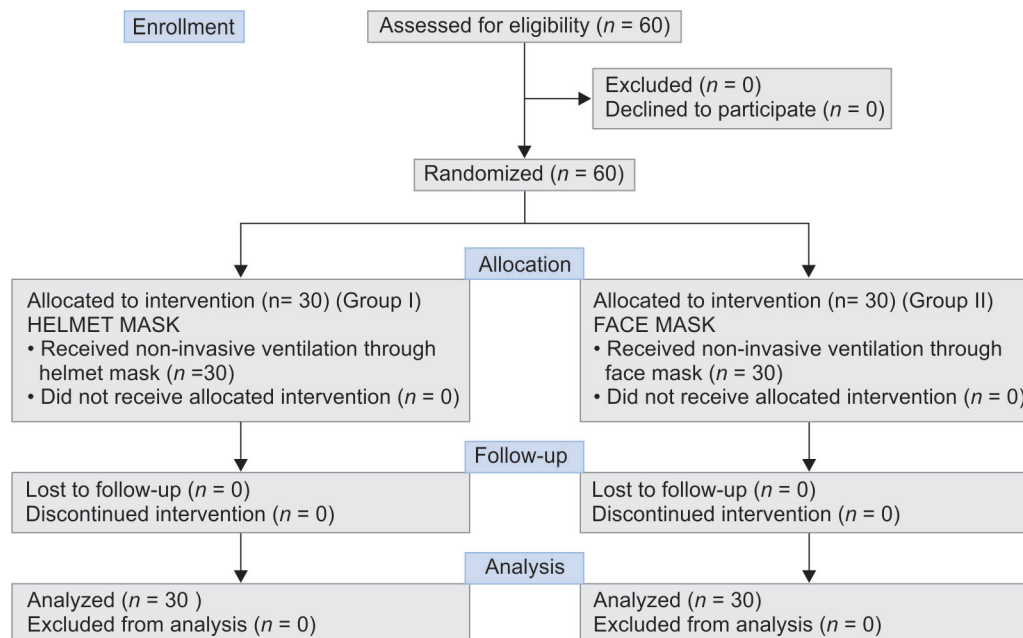 Enrollment
Assessed for eligibility (n = 60)
Excluded (n = 0)
Declined to participate (n = 0)
Randomized (n = 60)
Allocation
Allocated to intervention (n= 30) (Group I)
HELMET MASK
• Received non-invasive ventilation through
helmet mask (n =30)
• Did not receive allocated intervention (n = 0)
Allocated to intervention (n= 30) (Group II)
FACE MASK
• Received non-invasive ventilation through
face mask (n = 30)
• Did not receive allocated intervention (n = 0)
Follow-up
Lost to follow-up (n = 0)
Discontinued intervention (n = 0)
Lost to follow-up (n = 0)
Discontinued intervention (n = 0)
Analysis
Analyzed (n = 30 )
Excluded from analysis (n = 0)
Analyzed (n = 30)
Excluded from analysis (n = 0)